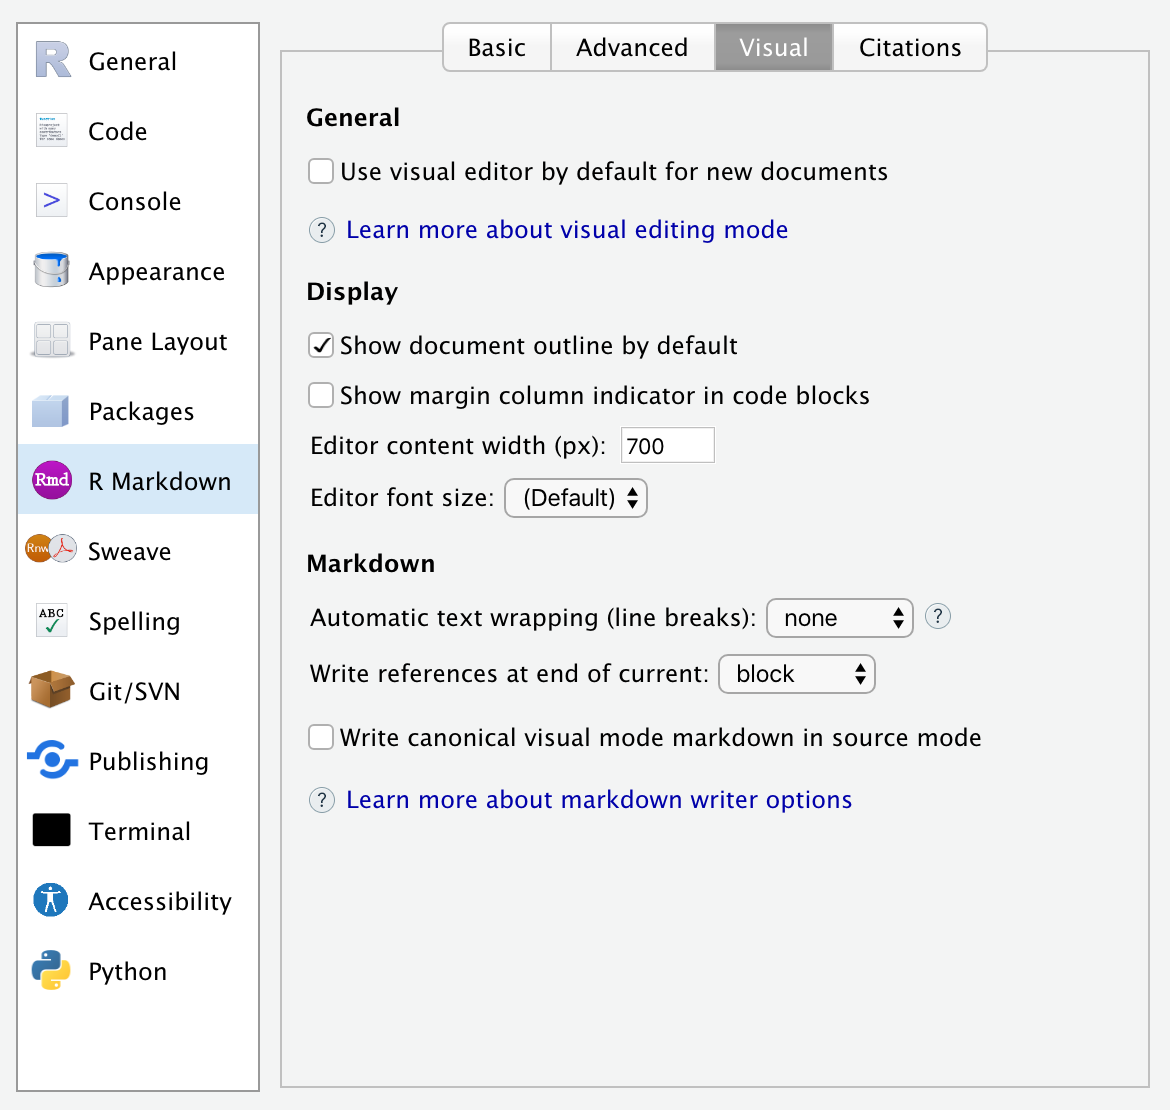 General
Code
Console
Appearance
Pane Layout
Packages
Rmd R Markdown
Rnw Sweave
ABC Spelling
Git/SVN
Publishing
Terminal
Accessibility
Python
Basic Advanced Visual Citations
General
Use visual editor by default for new documents
? Learn more about visual editing mode
Display
Show document outline by default
Show margin column indicator in code blocks
Editor content width (px): 700
Editor font size: (Default)
Markdown
Automatic text wrapping (line breaks): none ?
Write references at end of current: block
Write canonical visual mode markdown in source mode
? Learn more about markdown writer options